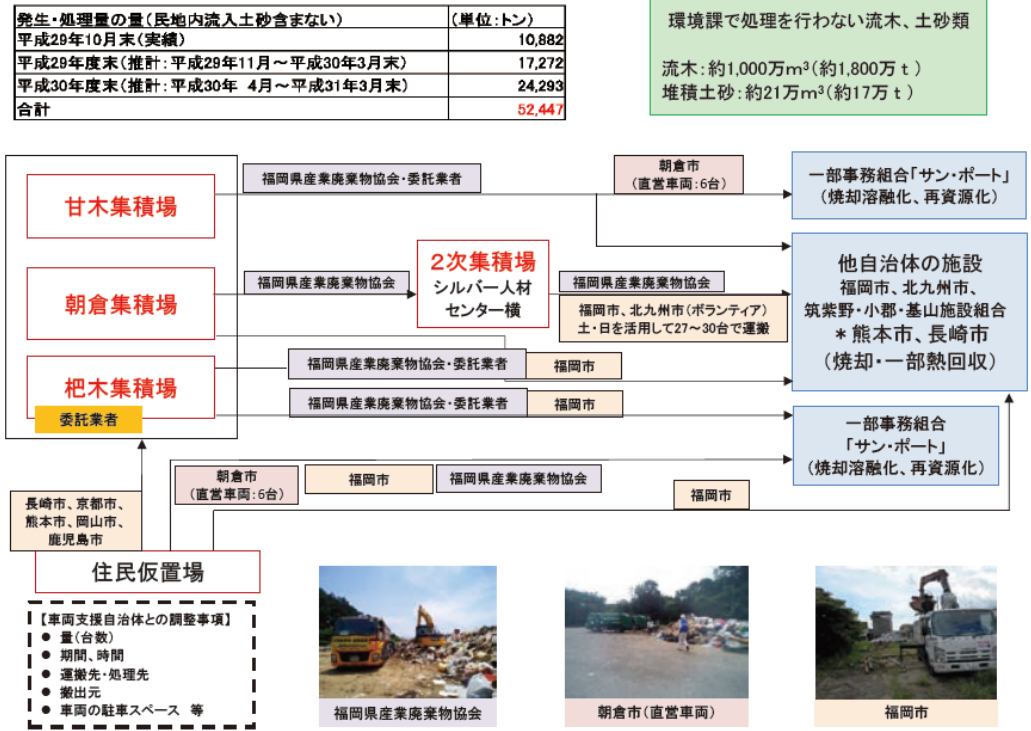 発生・処理量の量(民地内流入土砂含まない) (単位:トン)
平成29年10月末(実績) 10,882
平成29年度末(推計:平成29年11月～平成30年3月末) 17,272
平成30年度末(推計:平成30年 4月～平成31年3月末) 24,293
合計 52,447
環境課で処理を行わない流木、土砂類
流木:約1,000万m³(約1,800万ｔ)
堆積土砂:約21万m³(約17万ｔ)
甘木集積場
福岡県産業廃棄物協会・委託業者
朝倉市
(直営車両:6台)
一部事務組合「サン・ポート」
(焼却溶融化、再資源化)
朝倉集積場
福岡県産業廃棄物協会
２次集積場
シルバー人材
センター横
福岡県産業廃棄物協会
福岡市、北九州市(ボランティア)
土・日を活用して27～30台で運搬
他自治体の施設
福岡市、北九州市、
筑紫野・小郡・基山施設組合
＊熊本市、長崎市
(焼却・一部熱回収)
杷木集積場
委託業者
福岡県産業廃棄物協会・委託業者
福岡市
福岡県産業廃棄物協会・委託業者
福岡市
一部事務組合
「サン・ポート」
(焼却溶融化、再資源化)
朝倉市
(直営車両:6台)
福岡市
福岡県産業廃棄物協会
福岡市
長崎市、京都市、
熊本市、岡山市、
鹿児島市
住民仮置場
【車両支援自治体との調整事項】
● 量(台数)
● 期間、時間
● 運搬先・処理先
● 搬出元
● 車両の駐車スペース 等
福岡県産業廃棄物協会
朝倉市(直営車両)
福岡市